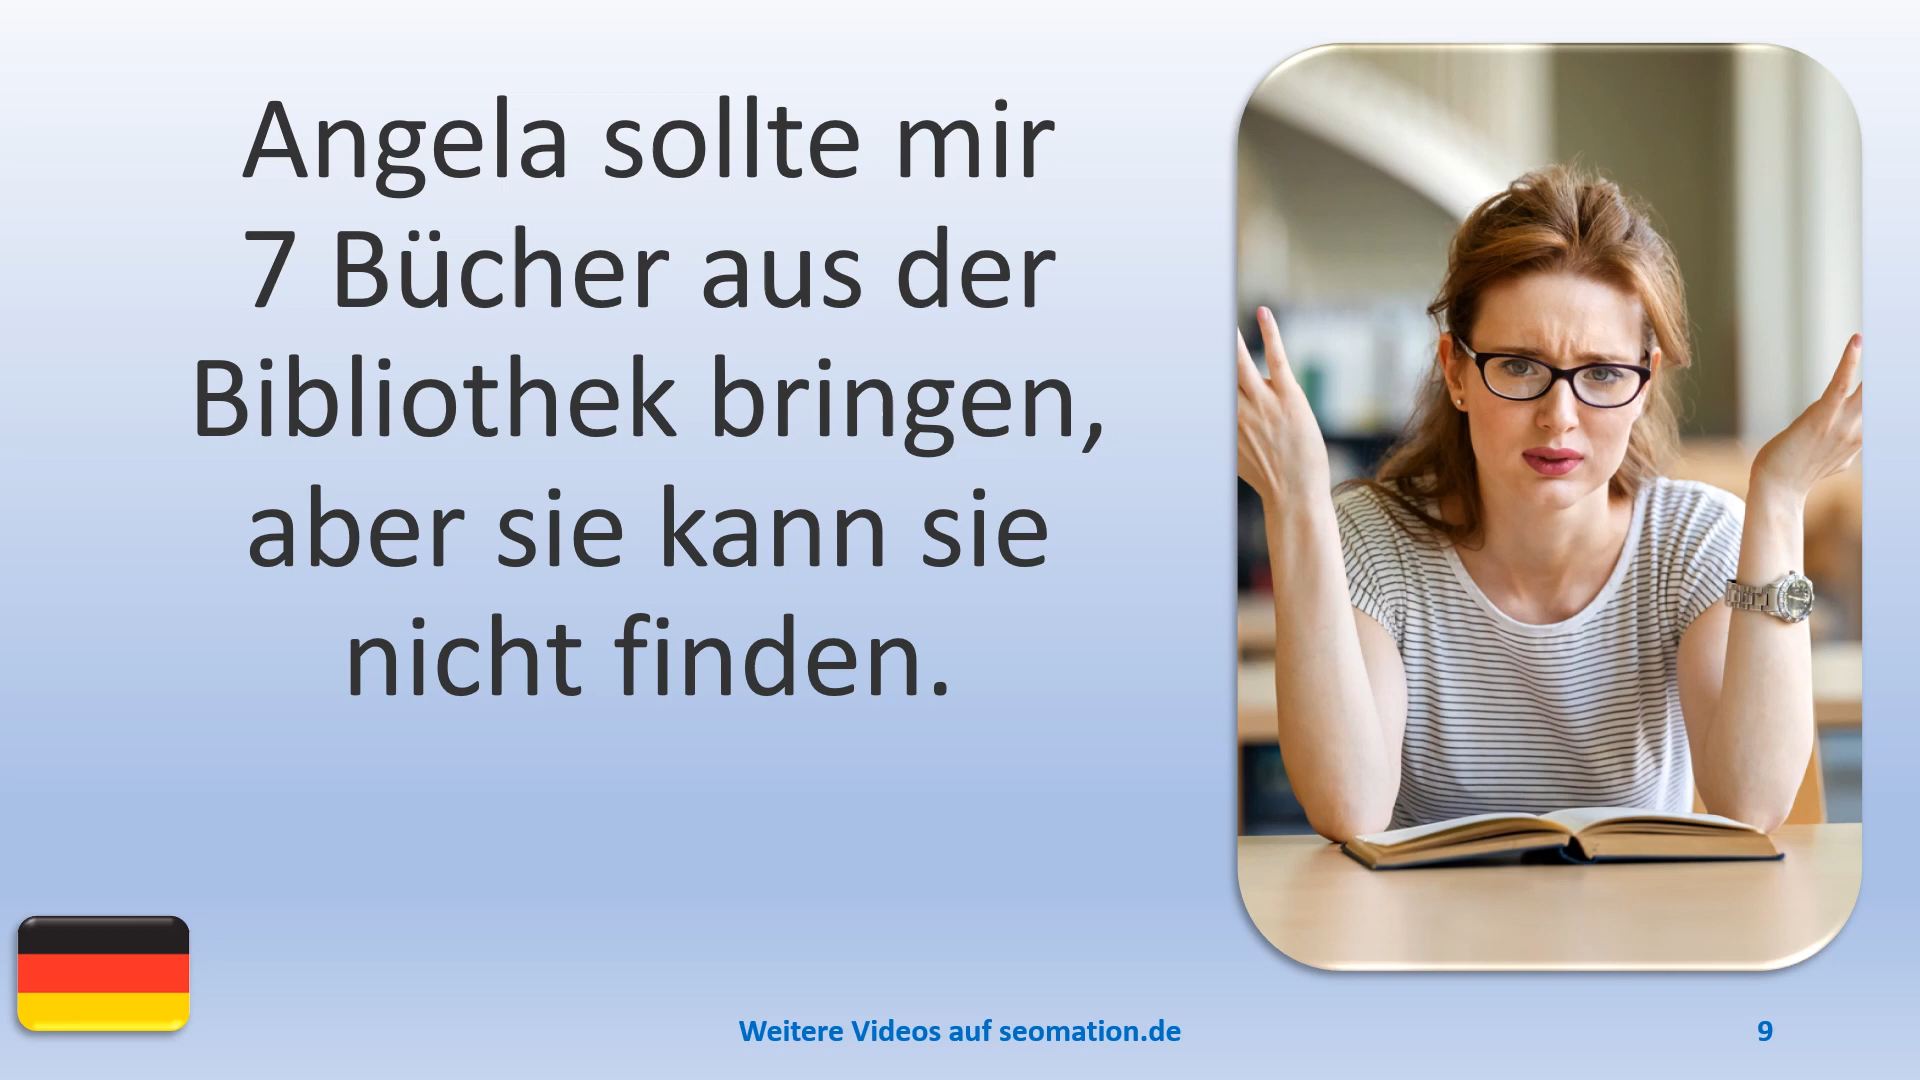 Angela sollte mir
7 Bücher aus der
Bibliothek bringen,
aber sie kann sie
nicht finden.
Weitere Videos auf seomation.de
9